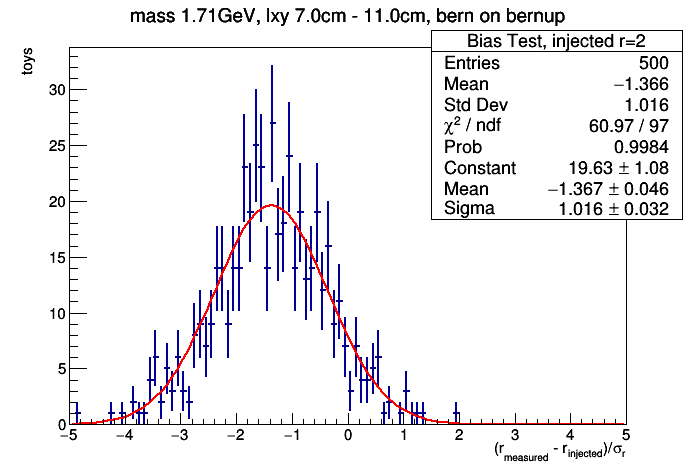 mass 1.71GeV, lxy 7.0cm - 11.0cm, bern on bernup
Bias Test, injected r=2
Entries 500
Mean −1.366
Std Dev 1.016
χ² / ndf 60.97 / 97
Prob 0.9984
Constant 19.63 ± 1.08
Mean −1.367 ± 0.046
Sigma 1.016 ± 0.032
toys
30
25
20
15
10
5
0
−5 −4 −3 −2 −1 0 1 2 3 4 5
(r_measured - r_injected)/σ_r